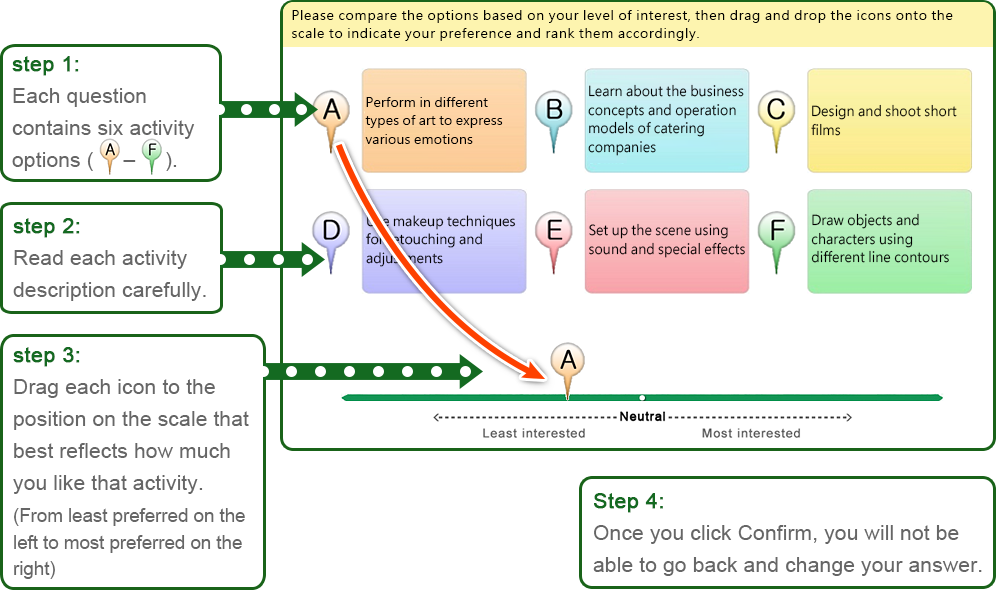 Please compare the options based on your level of interest, then drag and drop the icons onto the
scale to indicate your preference and rank them accordingly.
step 1:
Each question
contains six activity
options ( A – F ).
A
Perform in different
types of art to express
various emotions
B
Learn about the business
concepts and operation
models of catering
companies
C
Design and shoot short
films
step 2:
Read each activity
description carefully.
D
Use makeup techniques
for retouching and
adjustments
E
Set up the scene using
sound and special effects
F
Draw objects and
characters using
different line contours
step 3:
Drag each icon to the
position on the scale that
best reflects how much
you like that activity.
(From least preferred on the
left to most preferred on the
right)
A
Neutral
Least interested
Most interested
Step 4:
Once you click Confirm, you will not be
able to go back and change your answer.